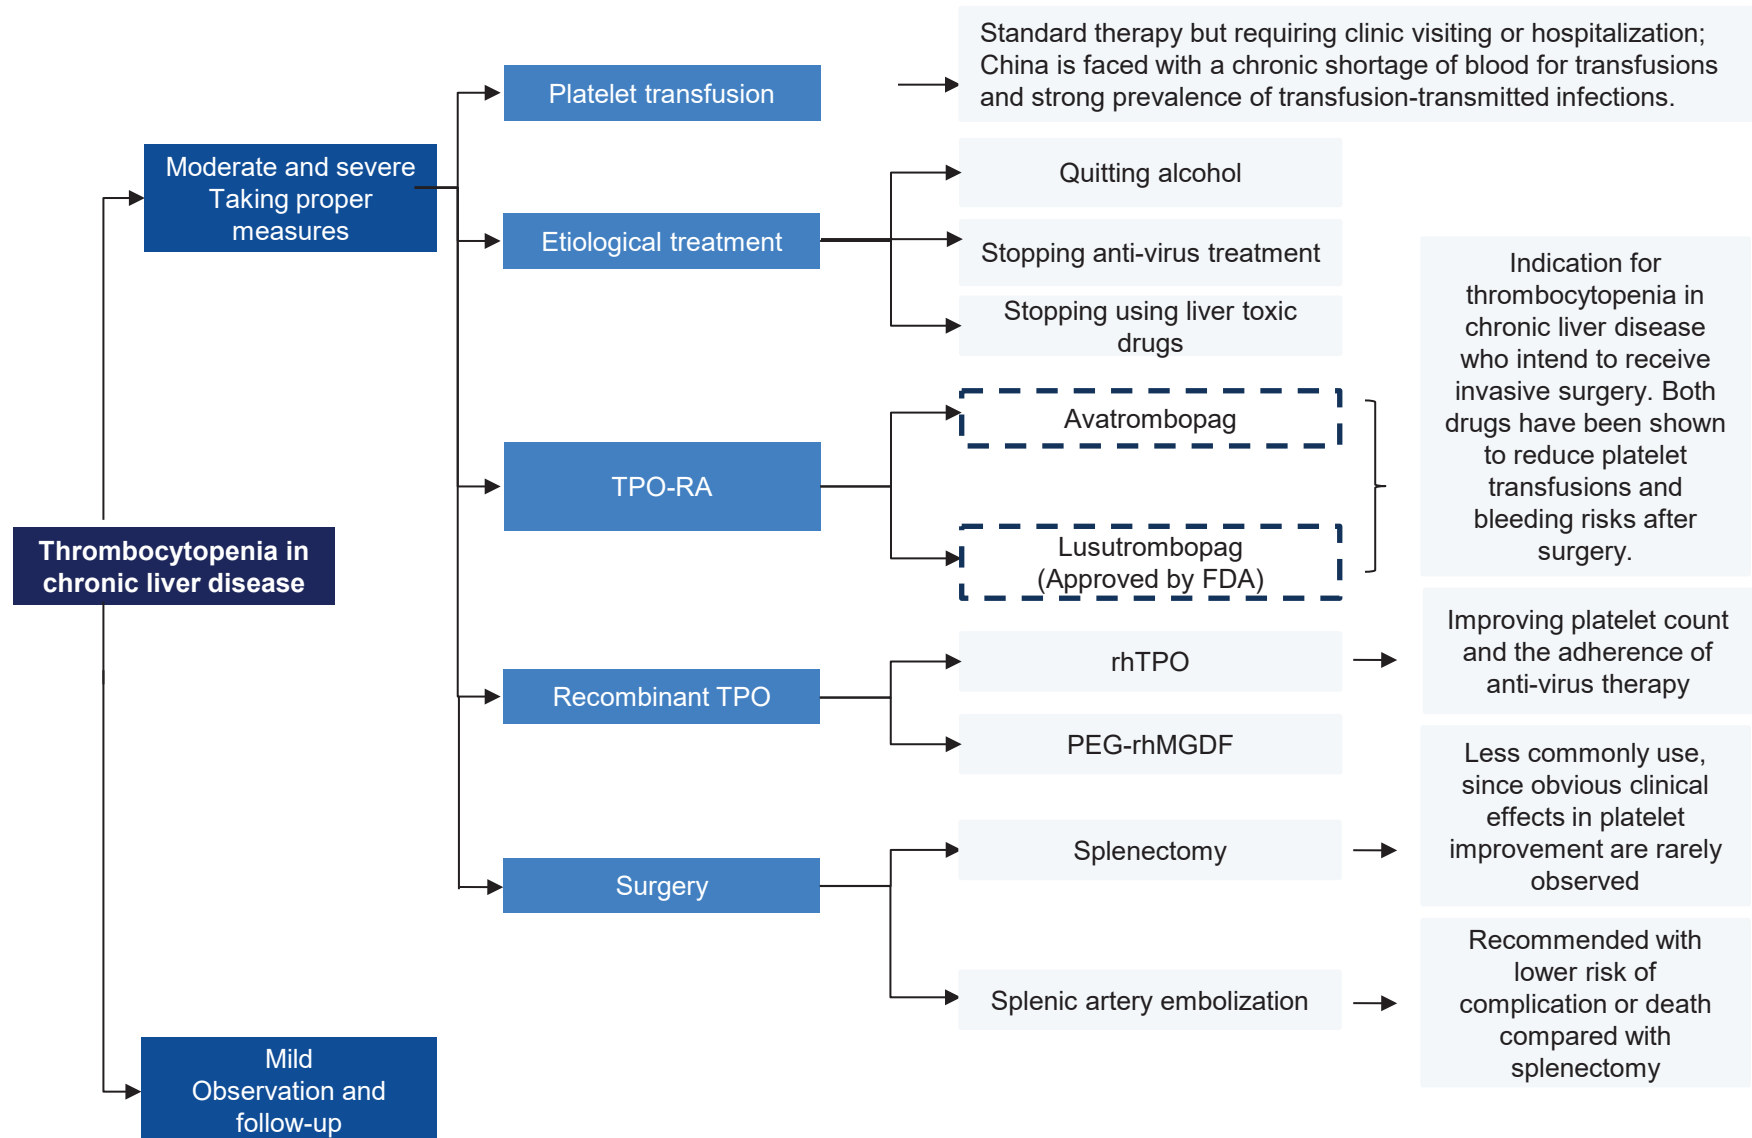 Standard therapy but requiring clinic visiting or hospitalization;
China is faced with a chronic shortage of blood for transfusions
and strong prevalence of transfusion-transmitted infections.
Platelet transfusion
Moderate and severe
Taking proper
measures
Quitting alcohol
Etiological treatment
Stopping anti-virus treatment
Stopping using liver toxic
drugs
Indication for
thrombocytopenia in
chronic liver disease
who intend to receive
invasive surgery. Both
drugs have been shown
to reduce platelet
transfusions and
bleeding risks after
surgery.
Avatrombopag
TPO-RA
Lusutrombopag
(Approved by FDA)
Thrombocytopenia in
chronic liver disease
rhTPO
Improving platelet count
and the adherence of
anti-virus therapy
Recombinant TPO
PEG-rhMGDF
Less commonly use,
since obvious clinical
effects in platelet
improvement are rarely
observed
Splenectomy
Surgery
Splenic artery embolization
Recommended with
lower risk of
complication or death
compared with
splenectomy
Mild
Observation and
follow-up